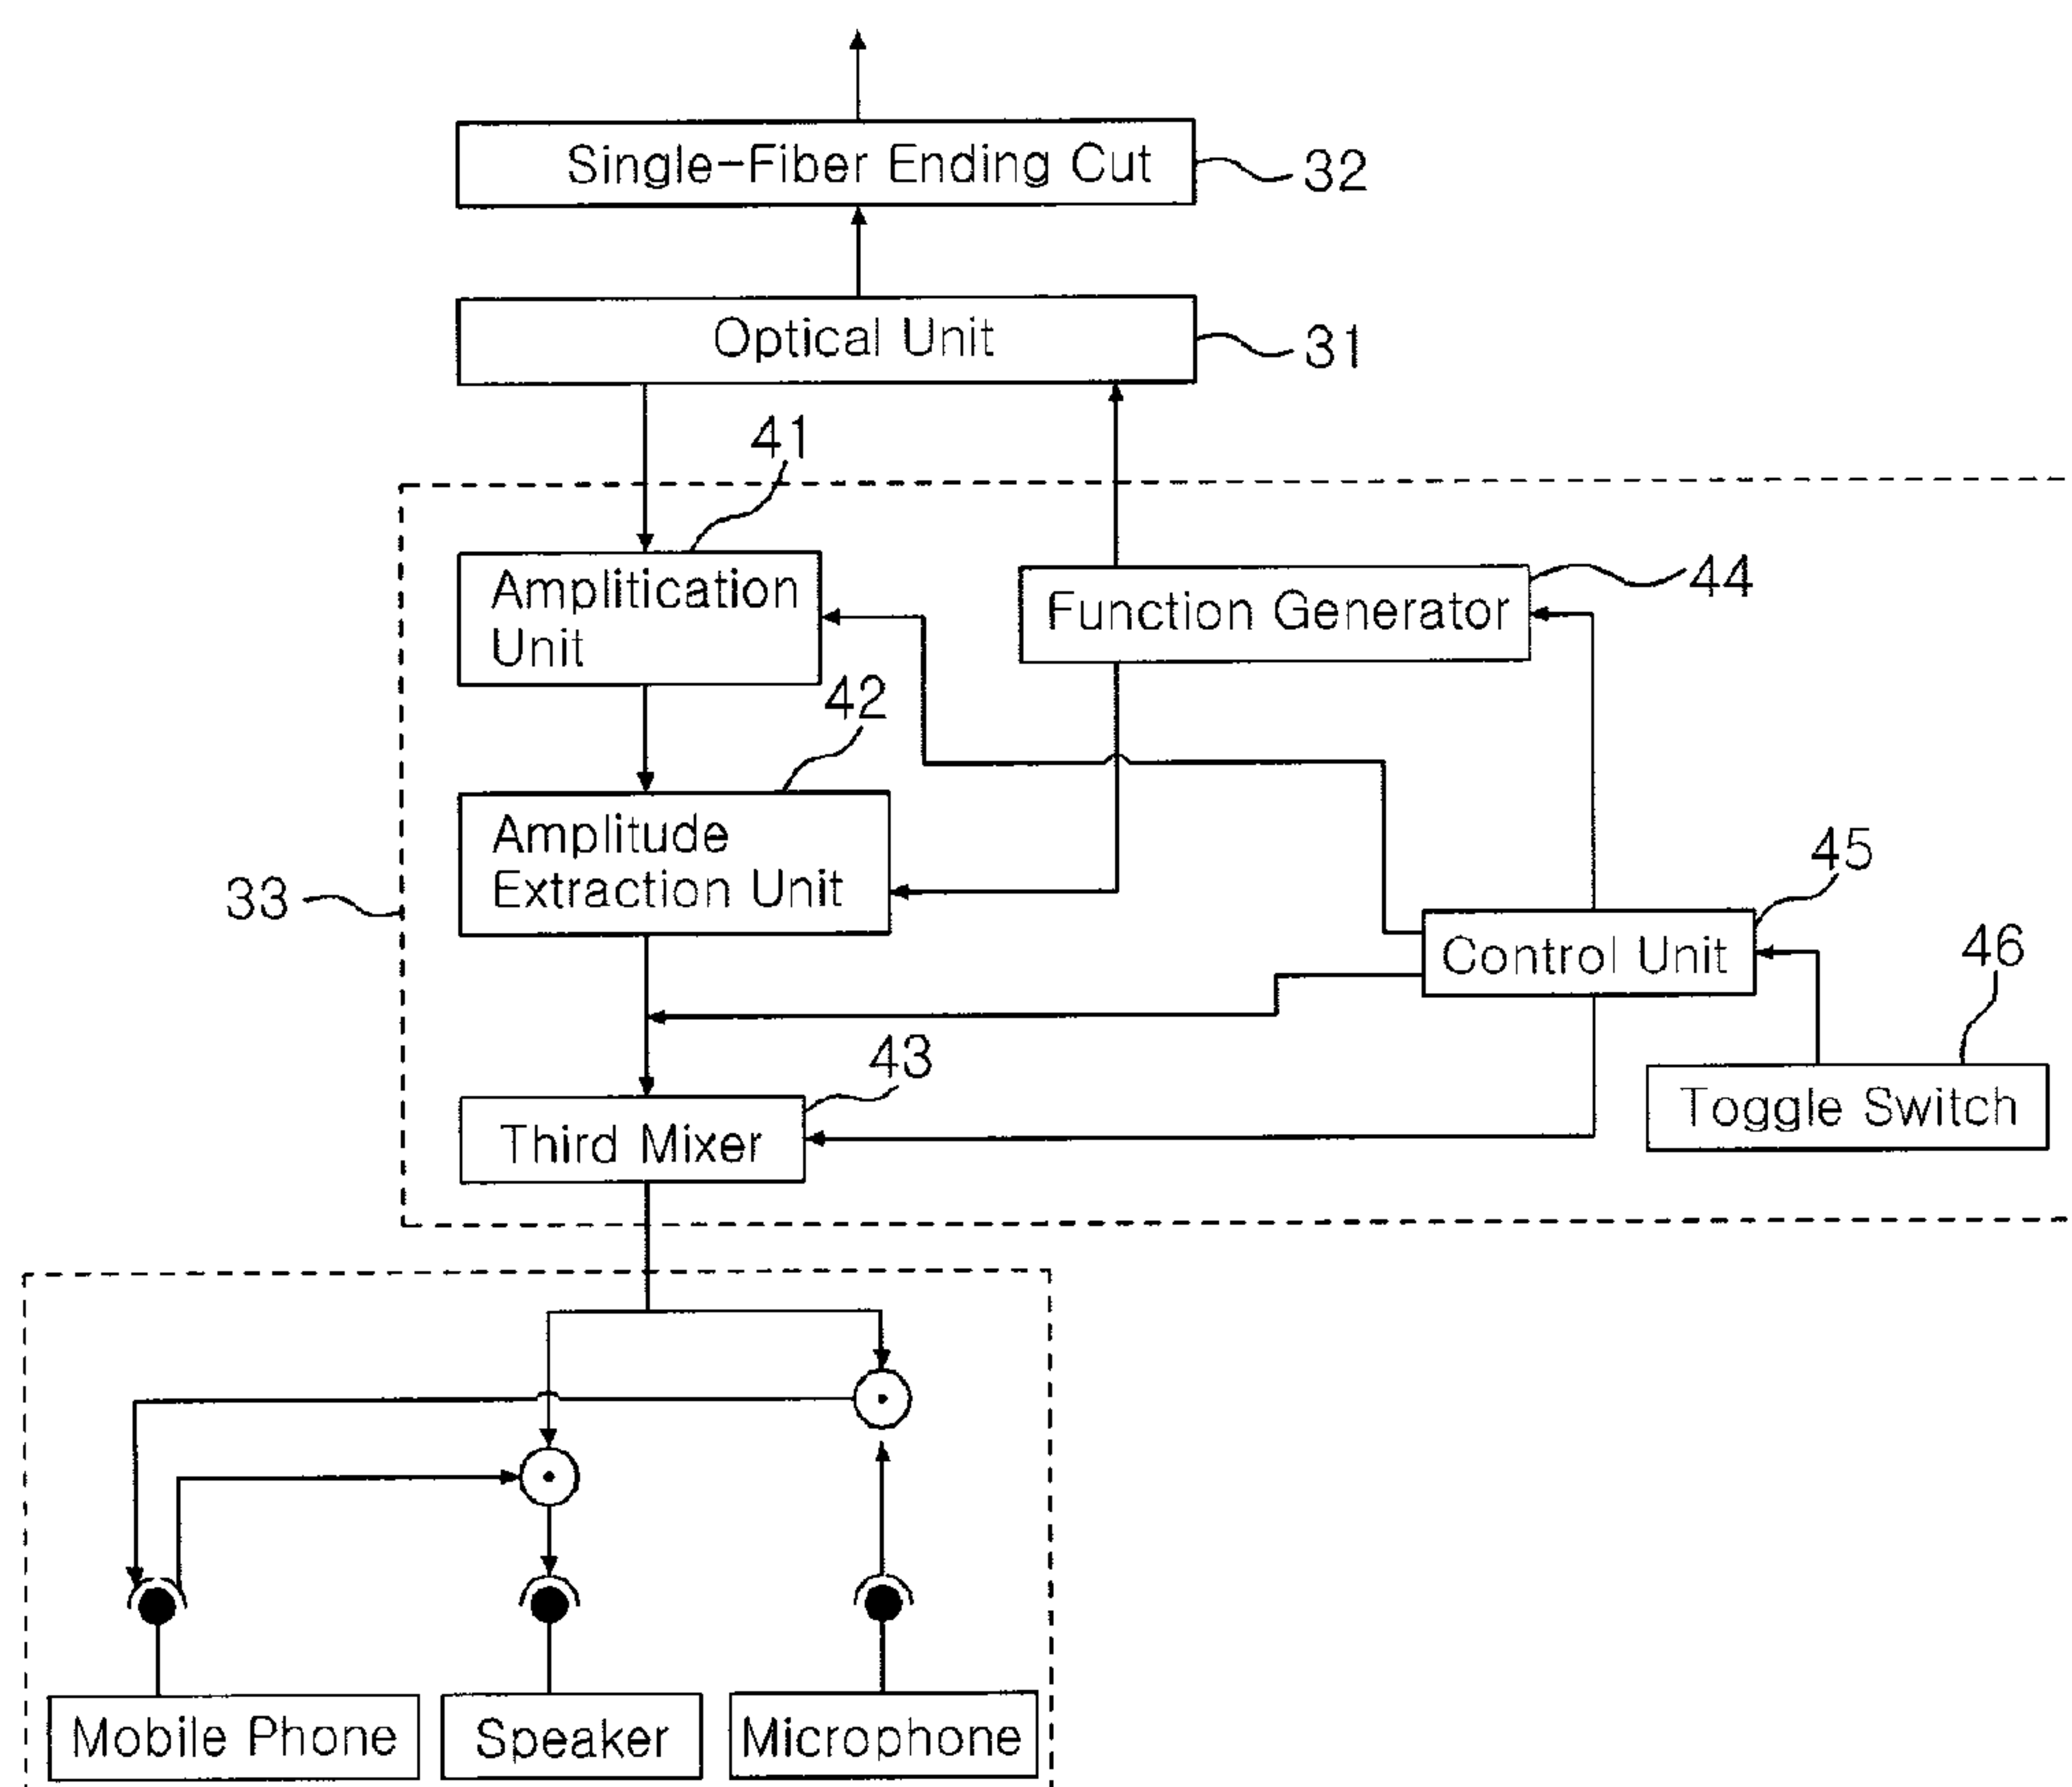 Single-Fiber Ending Cut
32
Optical Unit
31
41
Amplitication
Unit
Function Generator
44
42
Amplitude
Extraction Unit
33
45
Control Unit
46
43
Third Mixer
Toggle Switch
Mobile Phone
Speaker
Microphone